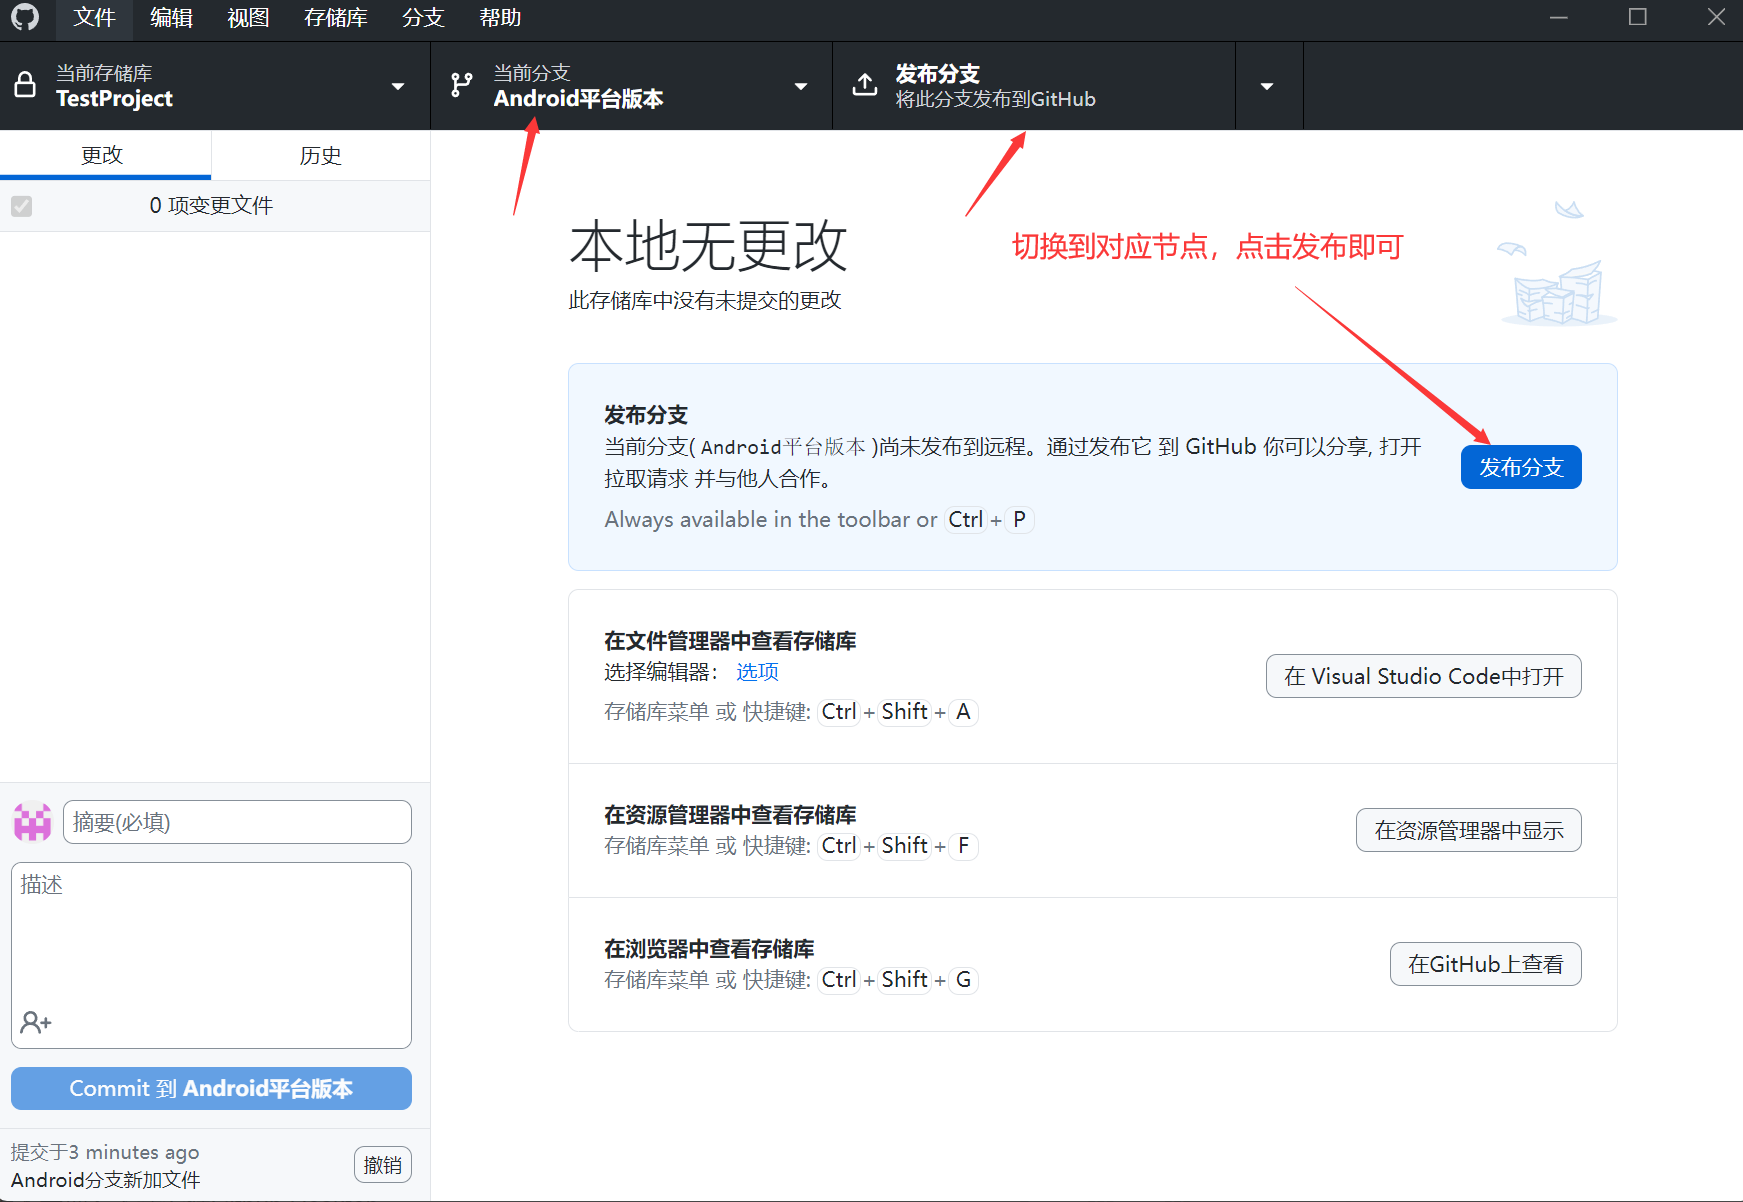 文件 编辑 视图 存储库 分支 帮助
当前存储库
TestProject
当前分支
Android平台版本
发布分支
将此分支发布到GitHub
更改 历史
0 项变更文件
本地无更改
此存储库中没有未提交的更改
切换到对应节点，点击发布即可
发布分支
当前分支( Android平台版本 )尚未发布到远程。通过发布它 到 GitHub 你可以分享, 打开
拉取请求 并与他人合作。
Always available in the toolbar or Ctrl + P
发布分支
在文件管理器中查看存储库
选择编辑器： 选项
存储库菜单 或 快捷键: Ctrl + Shift + A
在 Visual Studio Code中打开
在资源管理器中查看存储库
存储库菜单 或 快捷键: Ctrl + Shift + F
在资源管理器中显示
在浏览器中查看存储库
存储库菜单 或 快捷键: Ctrl + Shift + G
在GitHub上查看
摘要(必填)
描述
Commit 到 Android平台版本
提交于3 minutes ago
Android分支新加文件
撤销